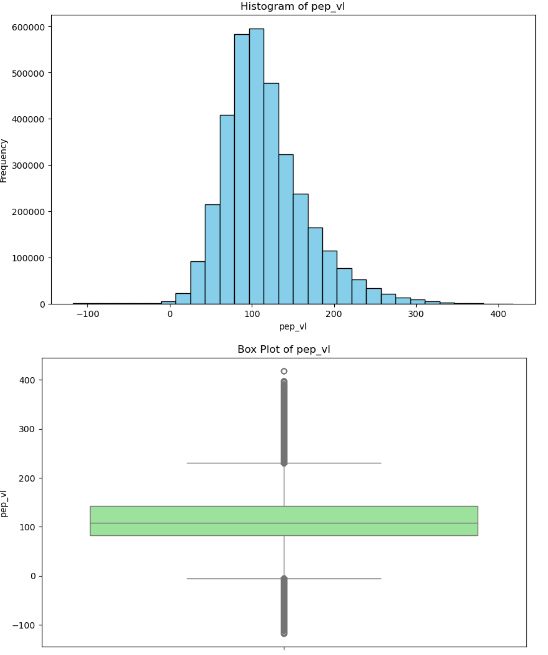 Histogram of pep_vl
600000
500000
400000
300000
200000
100000
0
Frequency
−100 0 100 200 300 400
pep_vl
Box Plot of pep_vl
400
300
200
100
0
−100
pep_vl